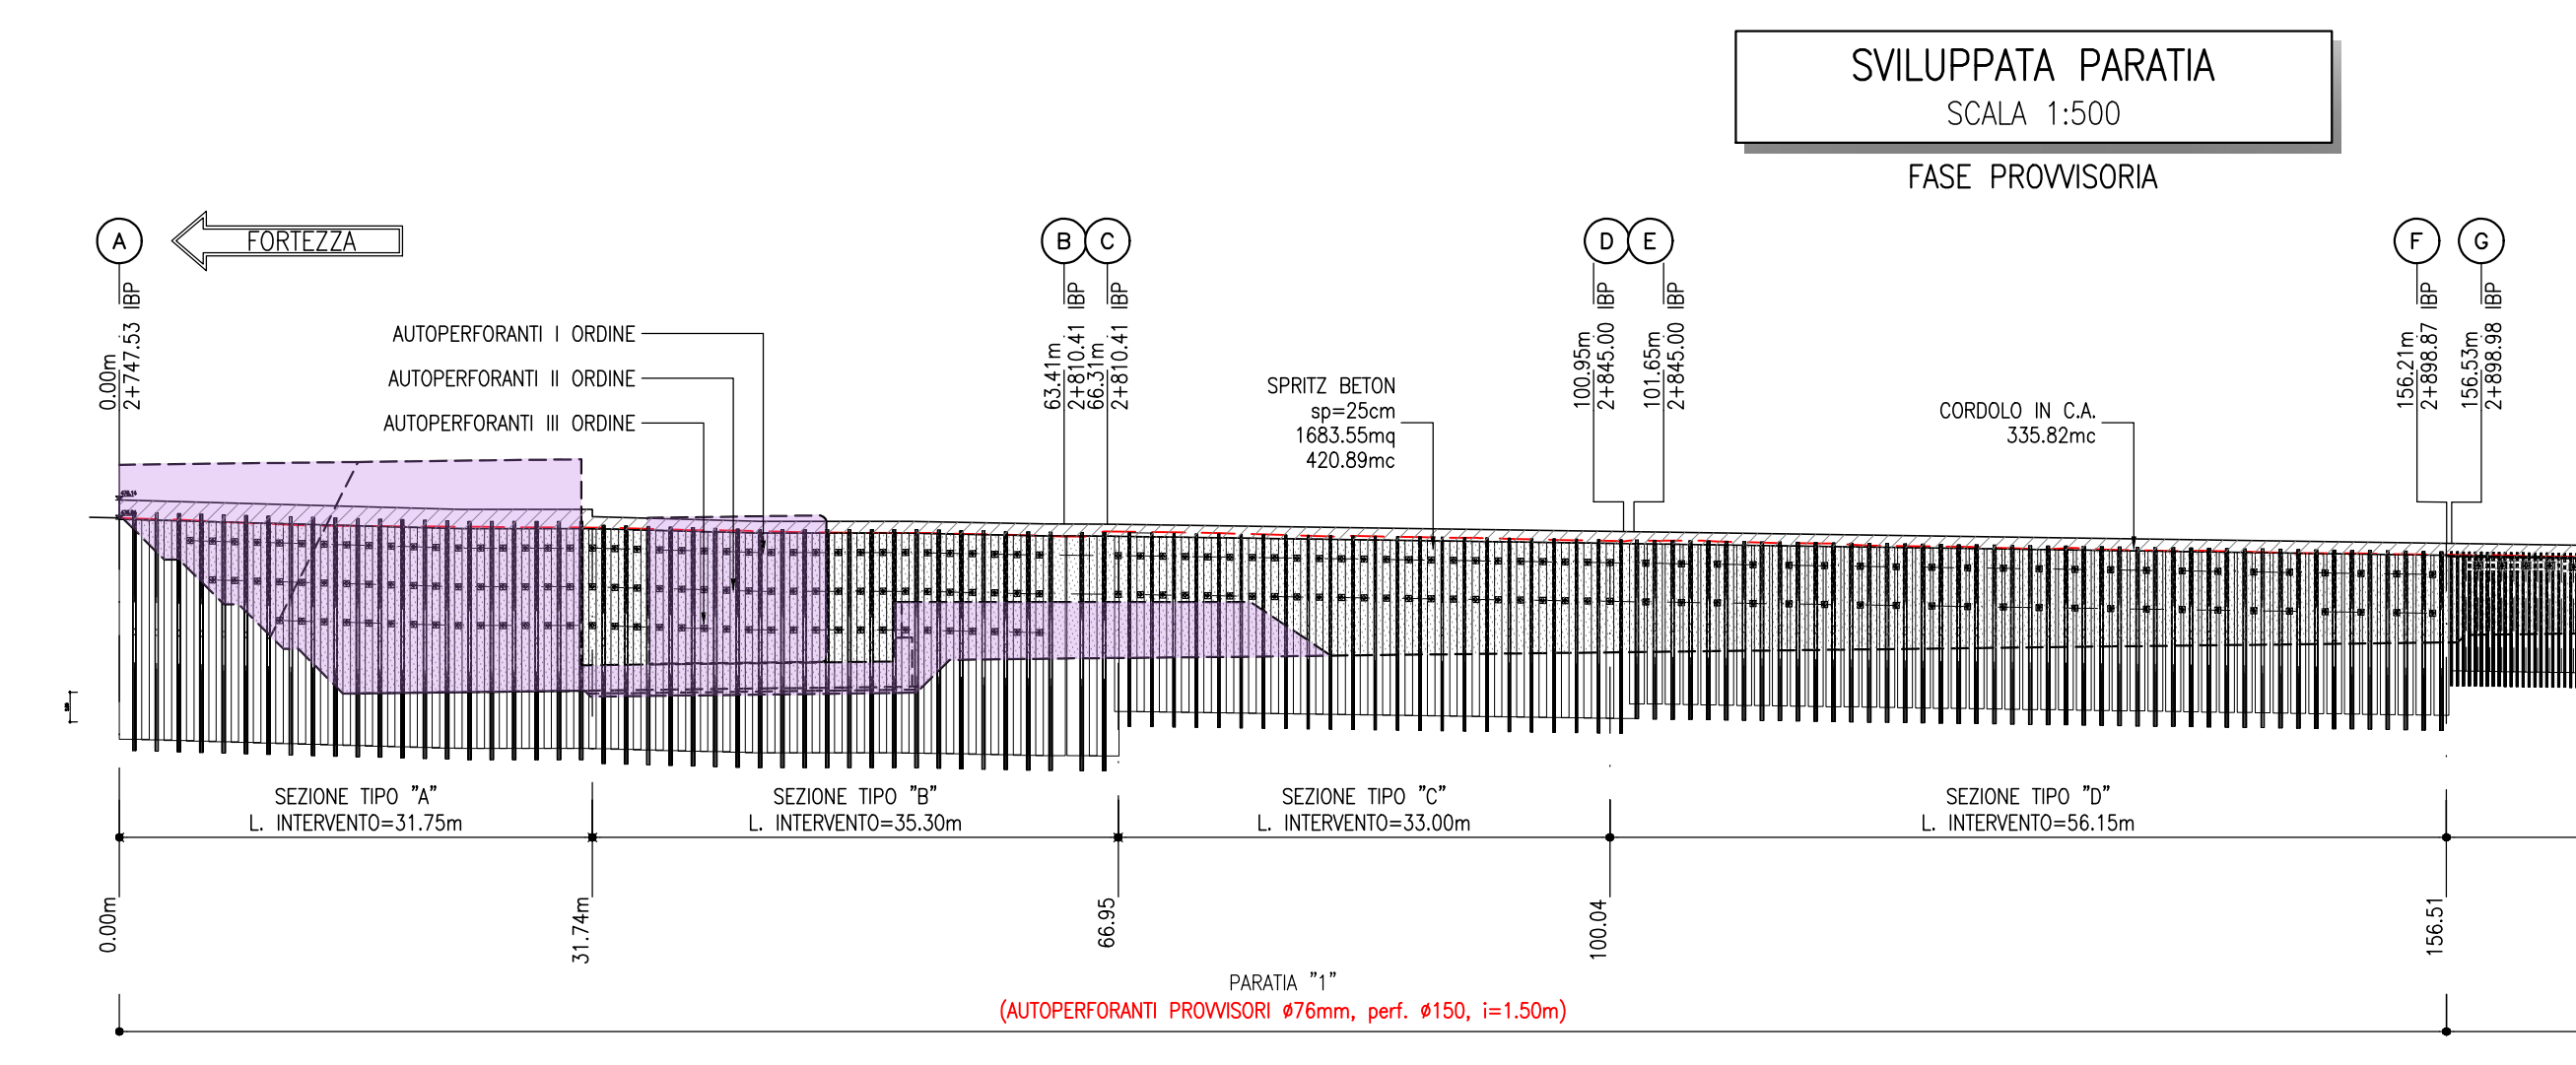 SVILUPPATA PARATIA
SCALA 1:500
FASE PROVVISORIA
A
FORTEZZA
B
C
D
E
F
G
0.00m
2+747.53 IBP
63.41m
2+810.41 IBP
66.31m
2+810.41 IBP
100.95m
2+845.00 IBP
101.65m
2+845.00 IBP
156.21m
2+898.87 IBP
156.53m
2+898.98 IBP
AUTOPERFORANTI I ORDINE
AUTOPERFORANTI II ORDINE
AUTOPERFORANTI III ORDINE
SPRITZ BETON
sp=25cm
1683.55mq
420.89mc
CORDOLO IN C.A.
335.82mc
SEZIONE TIPO "A"
L. INTERVENTO=31.75m
SEZIONE TIPO "B"
L. INTERVENTO=35.30m
SEZIONE TIPO "C"
L. INTERVENTO=33.00m
SEZIONE TIPO "D"
L. INTERVENTO=56.15m
0.00m
31.74m
66.95
100.04
156.51
PARATIA "1"
(AUTOPERFORANTI PROVVISORI ø76mm, perf. ø150, i=1.50m)